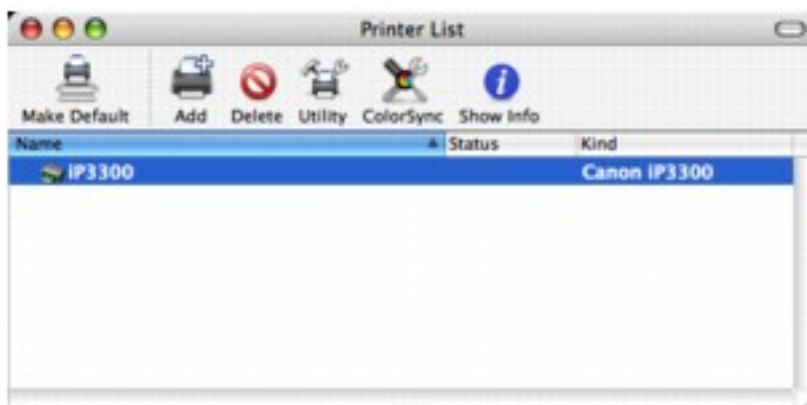 Printer List
Make Default Add Delete Utility ColorSync Show Info
Name Status Kind
iP3300 Canon iP3300